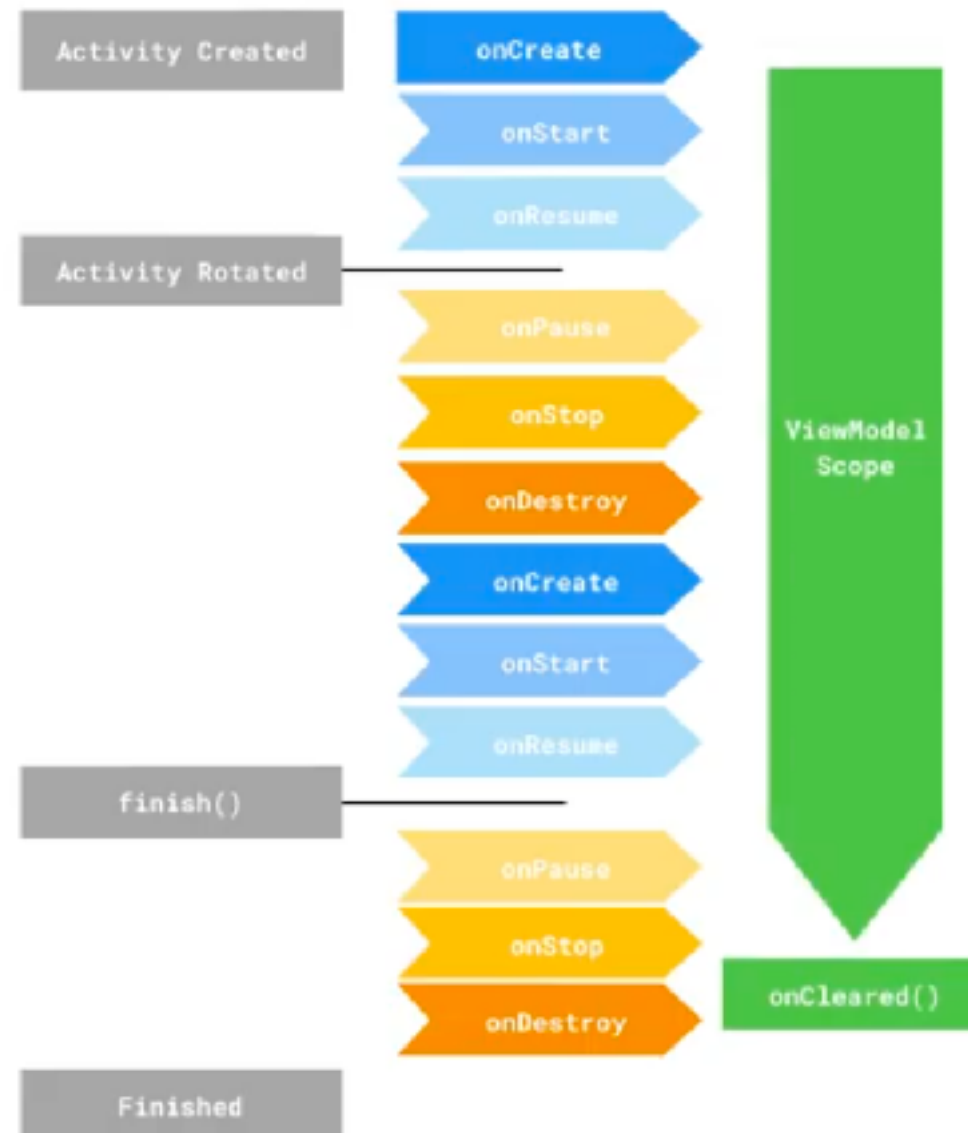 Activity Created
onCreate
onStart
onResume
Activity Rotated
onPause
onStop
onDestroy
onCreate
onStart
onResume
ViewModel
Scope
finish()
onPause
onStop
onDestroy
onCleared()
Finished